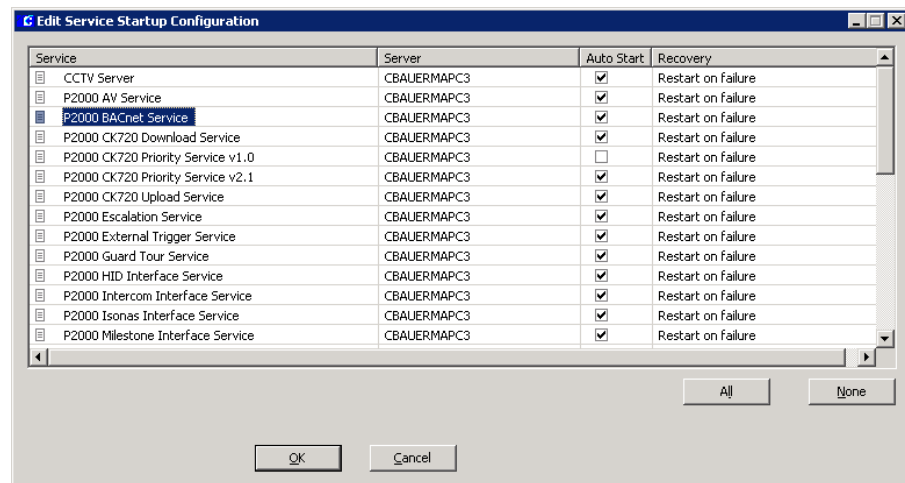 Edit Service Startup Configuration
Service Server Auto Start Recovery
CCTV Server CBAUERMAPC3 Restart on failure
P2000 AV Service CBAUERMAPC3 Restart on failure
P2000 BACnet Service CBAUERMAPC3 Restart on failure
P2000 CK720 Download Service CBAUERMAPC3 Restart on failure
P2000 CK720 Priority Service v1.0 CBAUERMAPC3 Restart on failure
P2000 CK720 Priority Service v2.1 CBAUERMAPC3 Restart on failure
P2000 CK720 Upload Service CBAUERMAPC3 Restart on failure
P2000 Escalation Service CBAUERMAPC3 Restart on failure
P2000 External Trigger Service CBAUERMAPC3 Restart on failure
P2000 Guard Tour Service CBAUERMAPC3 Restart on failure
P2000 HID Interface Service CBAUERMAPC3 Restart on failure
P2000 Intercom Interface Service CBAUERMAPC3 Restart on failure
P2000 Isonas Interface Service CBAUERMAPC3 Restart on failure
P2000 Milestone Interface Service CBAUERMAPC3 Restart on failure
All None
OK Cancel